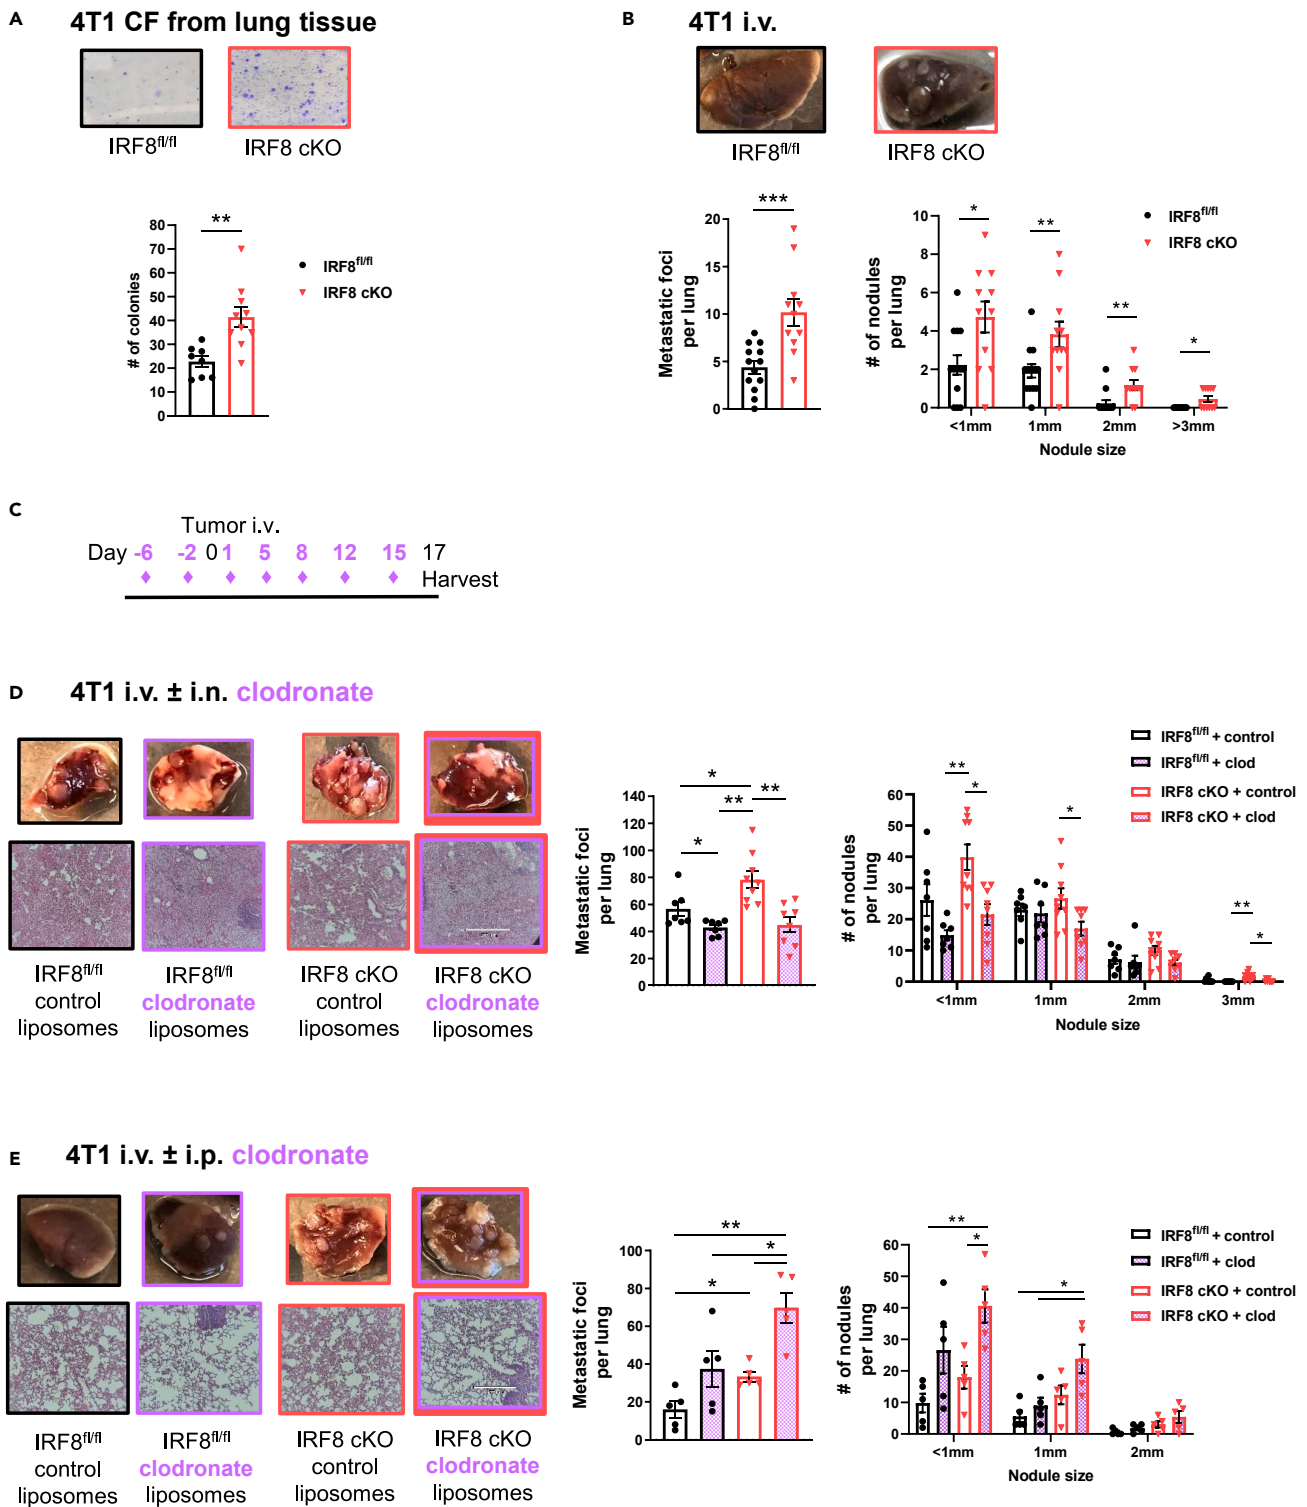 A
4T1 CF from lung tissue
IRF8fl/fl
IRF8 cKO
**
# of colonies
80
70
60
50
40
30
20
10
0
IRF8fl/fl
IRF8 cKO
B
4T1 i.v.
IRF8fl/fl
IRF8 cKO
***
Metastatic foci
per lung
20
15
10
5
0
# of nodules
per lung
10
8
6
4
2
0
*
**
**
*
IRF8fl/fl
IRF8 cKO
<1mm 1mm 2mm >3mm
Nodule size
C
Tumor i.v.
Day -6 -2 0 1 5 8 12 15 17
Harvest
D
4T1 i.v. ± i.n. clodronate
IRF8fl/fl
control
liposomes
IRF8fl/fl
clodronate
liposomes
IRF8 cKO
control
liposomes
IRF8 cKO
clodronate
liposomes
Metastatic foci
per lung
140
120
100
80
60
40
20
0
*
** **
*
# of nodules
per lung
60
50
40
30
20
10
0
**
*
*
**
*
IRF8fl/fl + control
IRF8fl/fl + clod
IRF8 cKO + control
IRF8 cKO + clod
<1mm 1mm 2mm 3mm
Nodule size
E
4T1 i.v. ± i.p. clodronate
IRF8fl/fl
control
liposomes
IRF8fl/fl
clodronate
liposomes
IRF8 cKO
control
liposomes
IRF8 cKO
clodronate
liposomes
Metastatic foci
per lung
100
80
60
40
20
0
**
*
*
# of nodules
per lung
60
50
40
30
20
10
0
**
*
*
IRF8fl/fl + control
IRF8fl/fl + clod
IRF8 cKO + control
IRF8 cKO + clod
<1mm 1mm 2mm
Nodule size